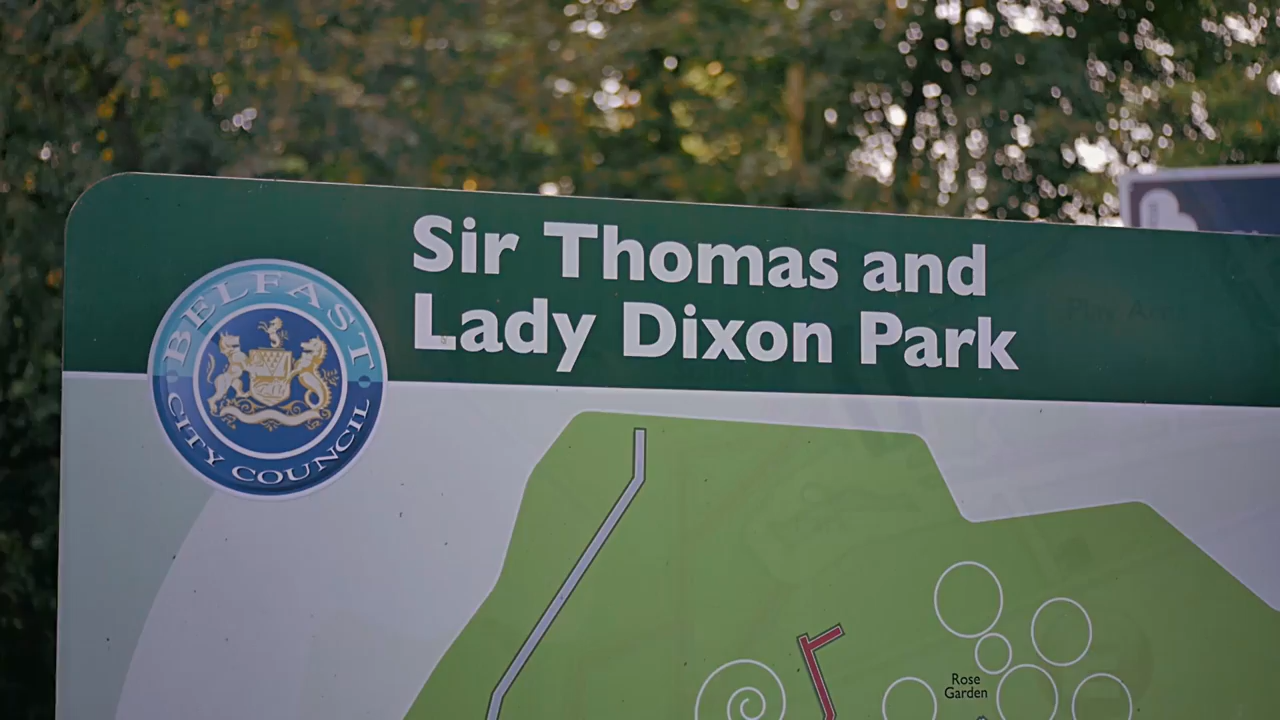 Sir Thomas and
Lady Dixon Park
BELFAST
CITY COUNCIL
Rose
Garden